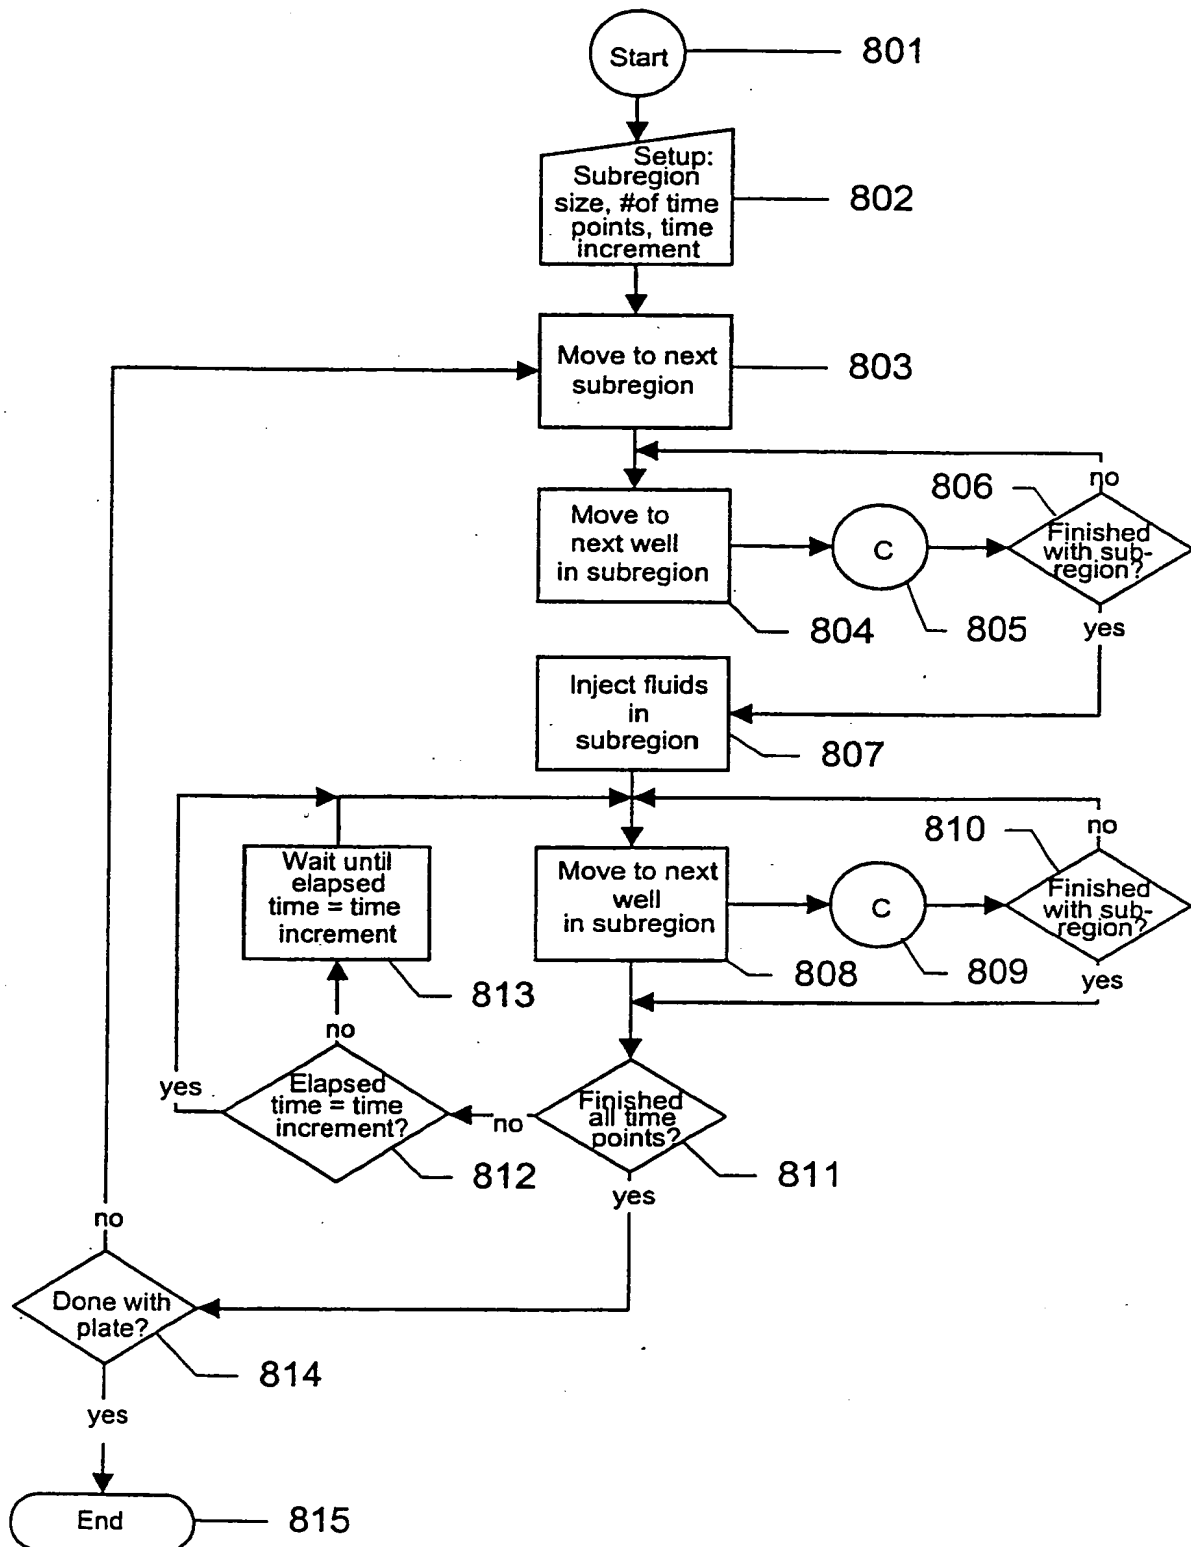 Start
801
Setup:
Subregion
size, #of time
points, time
increment
802
Move to next
subregion
803
no
806
Move to
next well
in subregion
C
Finished
with sub-
region?
804
805
yes
Inject fluids
in
subregion
807
810
no
Wait until
elapsed
time = time
increment
Move to next
well
in subregion
C
Finished
with sub-
region?
813
808
809
yes
no
yes
Elapsed
time = time
increment?
no
Finished
all time
points?
812
811
yes
no
Done with
plate?
814
yes
End
815